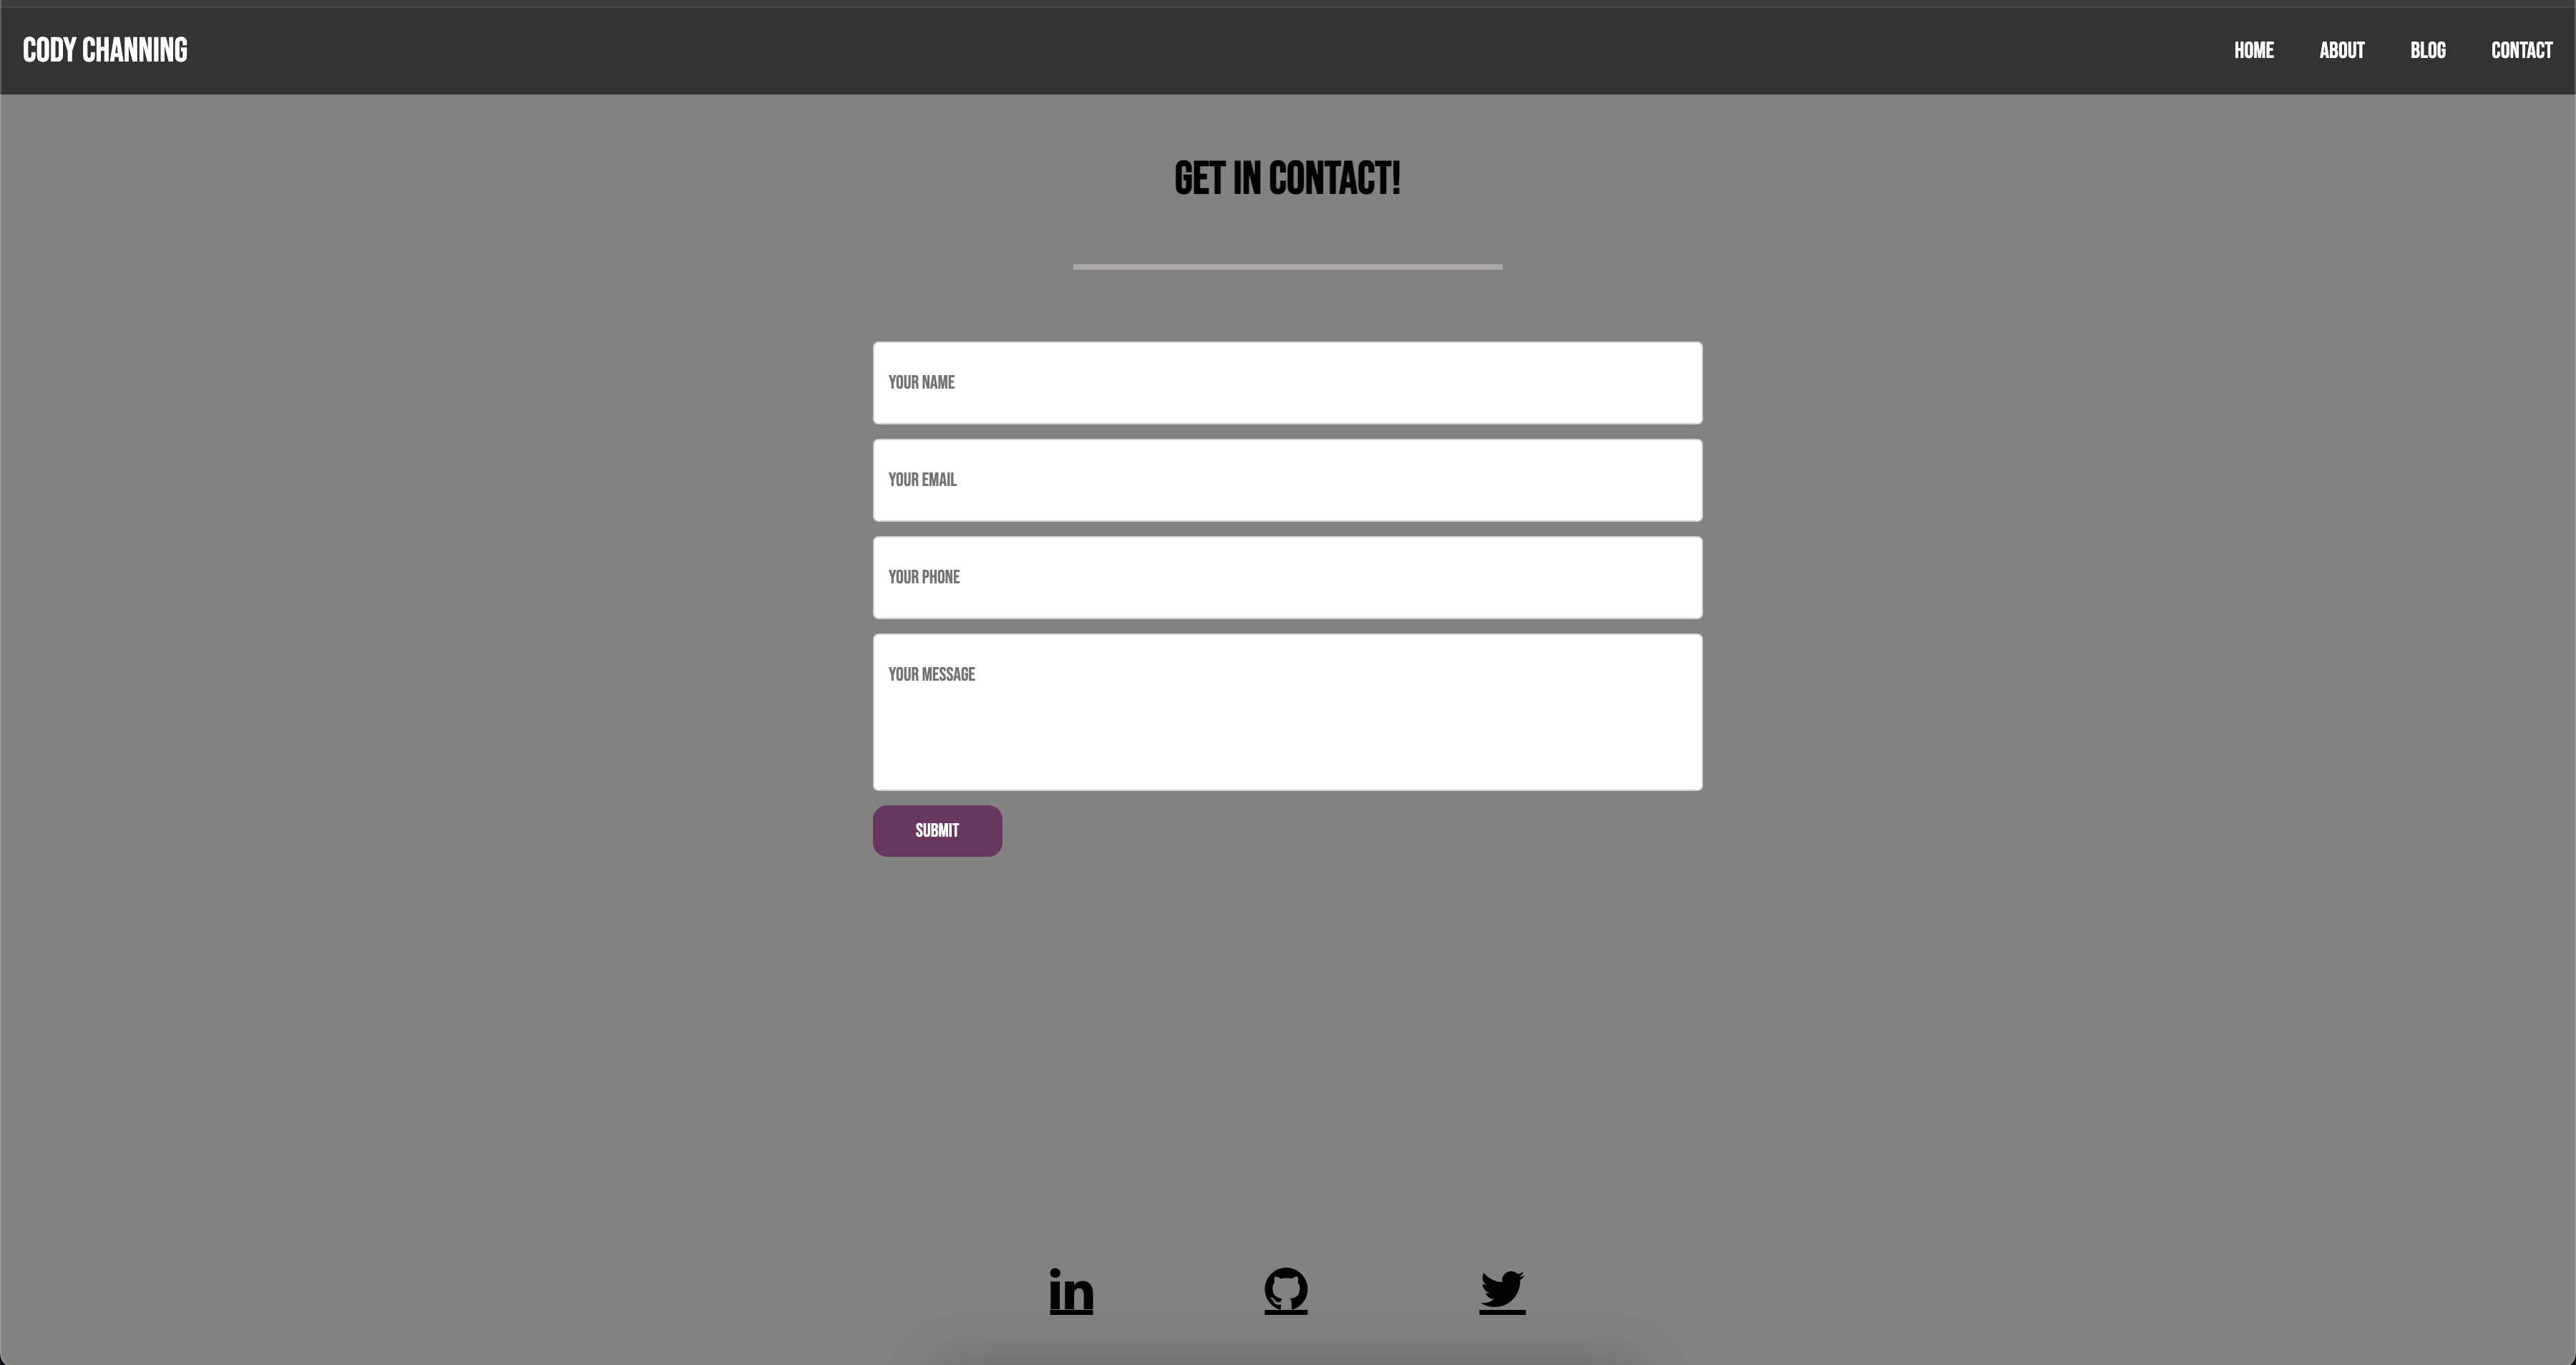 CODY CHANNING
HOME ABOUT BLOG CONTACT
GET IN CONTACT!
YOUR NAME
YOUR EMAIL
YOUR PHONE
YOUR MESSAGE
SUBMIT
in